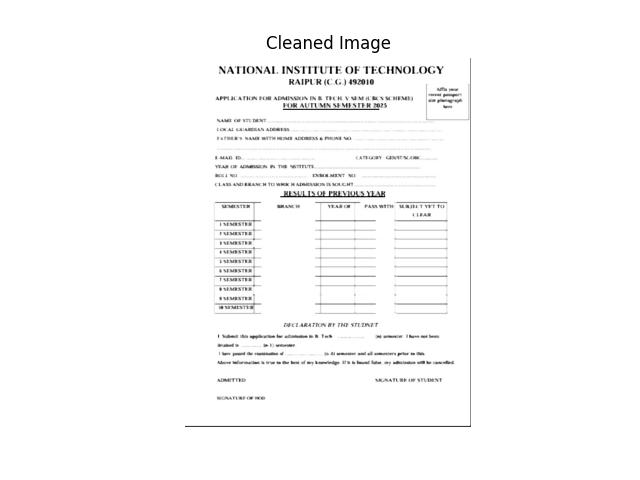 Cleaned Image
NATIONAL INSTITUTE OF TECHNOLOGY
RAIPUR (C.G.) 492010
Affix your recent passport size photograph here
APPLICATION FOR ADMISSION IN B. TECH. V SEM (CBCS SCHEME)
FOR AUTUMN SEMESTER 2025
NAME OF STUDENT
LOCAL GUARDIAN ADDRESS
FATHER'S NAME WITH HOME ADDRESS & PHONE NO.
E-MAIL ID. CATEGORY GEN/ST/SC/OBC
YEAR OF ADMISSION IN THE INSTITUTE
ROLL NO. ENROLMENT NO.
CLASS AND BRANCH TO WHICH ADMISSION IS SOUGHT
RESULTS OF PREVIOUS YEAR
SEMESTER BRANCH YEAR OF PASS WITH SUBJECT YET TO
CLEAR
1 SEMESTER
2 SEMESTER
3 SEMESTER
4 SEMESTER
5 SEMESTER
6 SEMESTER
7 SEMESTER
8 SEMESTER
9 SEMESTER
10 SEMESTER
DECLARATION BY THE STUDNET
I Submit this application for admission in B. Tech (n) semester. I have not been
detained in (n-1) semester
I have passed the examination of (n-4) semester and all semesters prior to this.
Above information is true to the best of my knowledge. If it is found false, my admission will be cancelled.
ADMITTED SIGNATURE OF STUDENT
SIGNATURE OF HOD